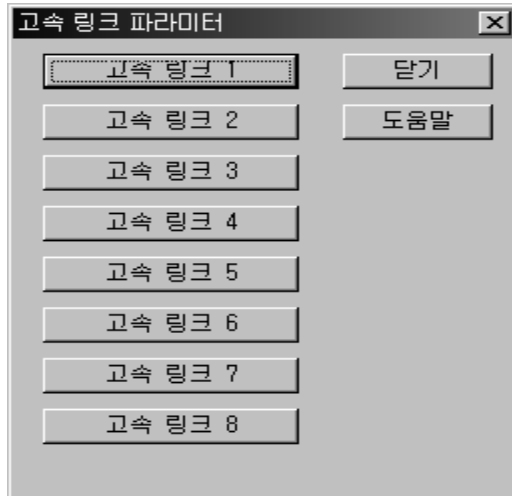 고속 링크 파라미터
고속 링크 1
닫기
고속 링크 2
도움말
고속 링크 3
고속 링크 4
고속 링크 5
고속 링크 6
고속 링크 7
고속 링크 8